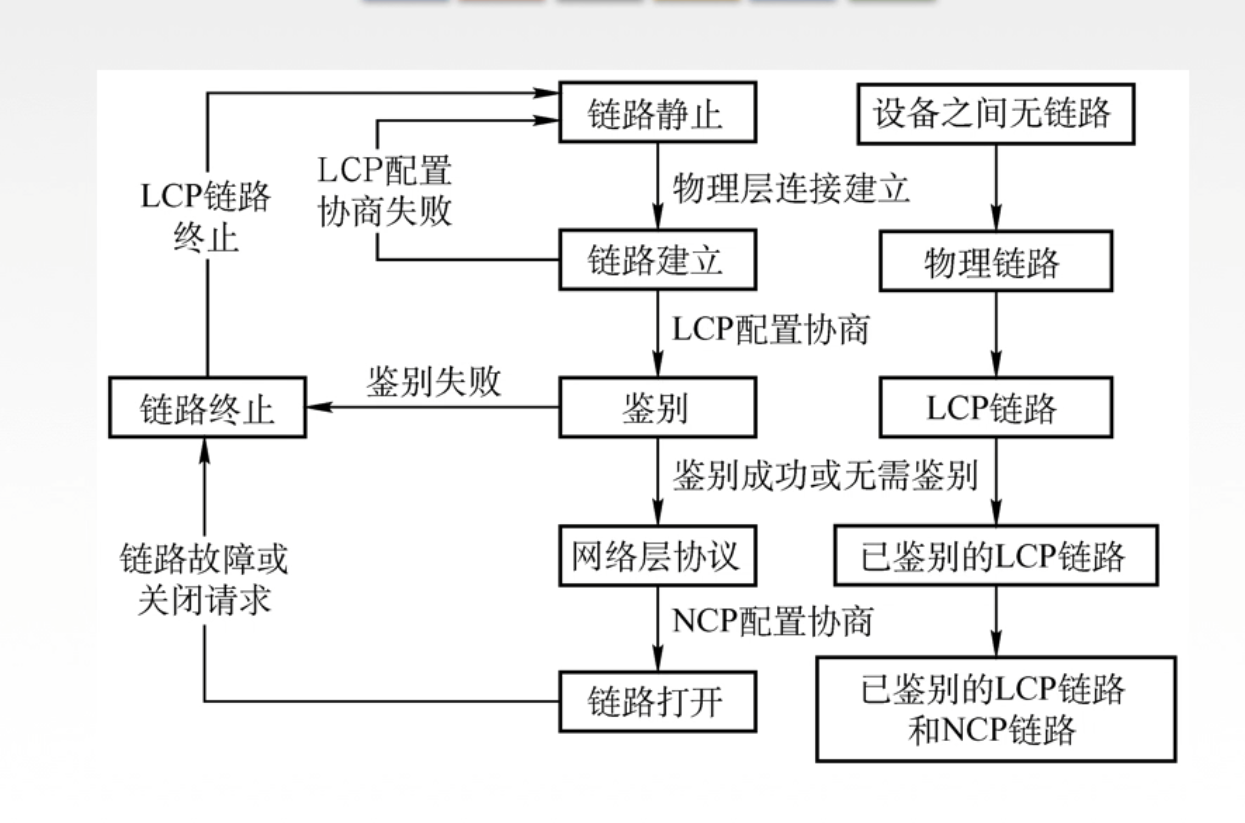 链路静止
设备之间无链路
LCP配置
协商失败
LCP链路
终止
物理层连接建立
链路建立
物理链路
LCP配置协商
鉴别失败
链路终止
鉴别
LCP链路
鉴别成功或无需鉴别
链路故障或
关闭请求
网络层协议
已鉴别的LCP链路
NCP配置协商
链路打开
已鉴别的LCP链路
和NCP链路